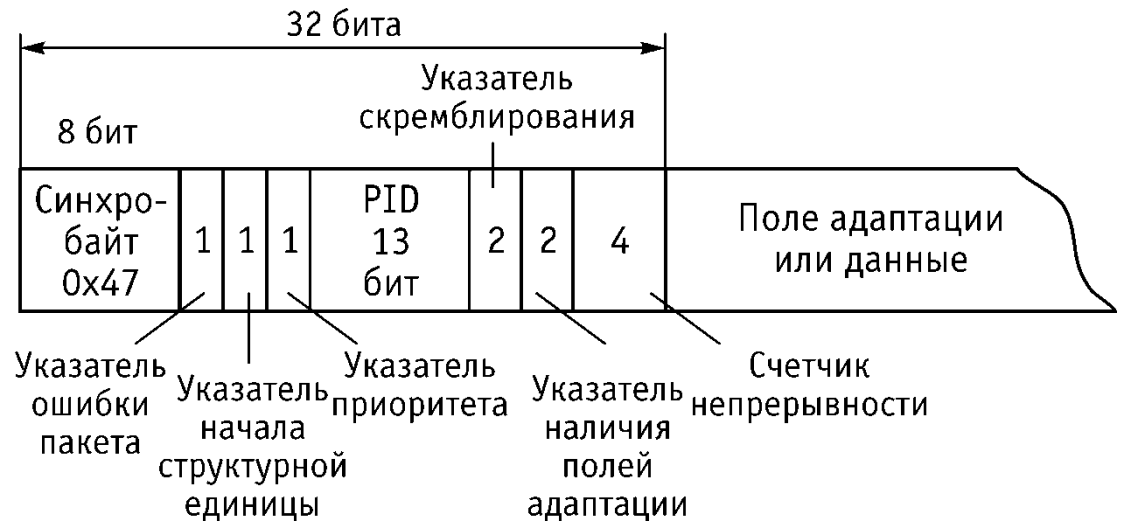 32 бита
Указатель
скремблирования
8 бит
Синхро-
байт
0x47
1
1
1
PID
13
бит
2
2
4
Поле адаптации
или данные
Указатель
ошибки
пакета
Указатель
начала
структурной
единицы
Указатель
приоритета
Указатель
наличия
полей
адаптации
Счетчик
непрерывности